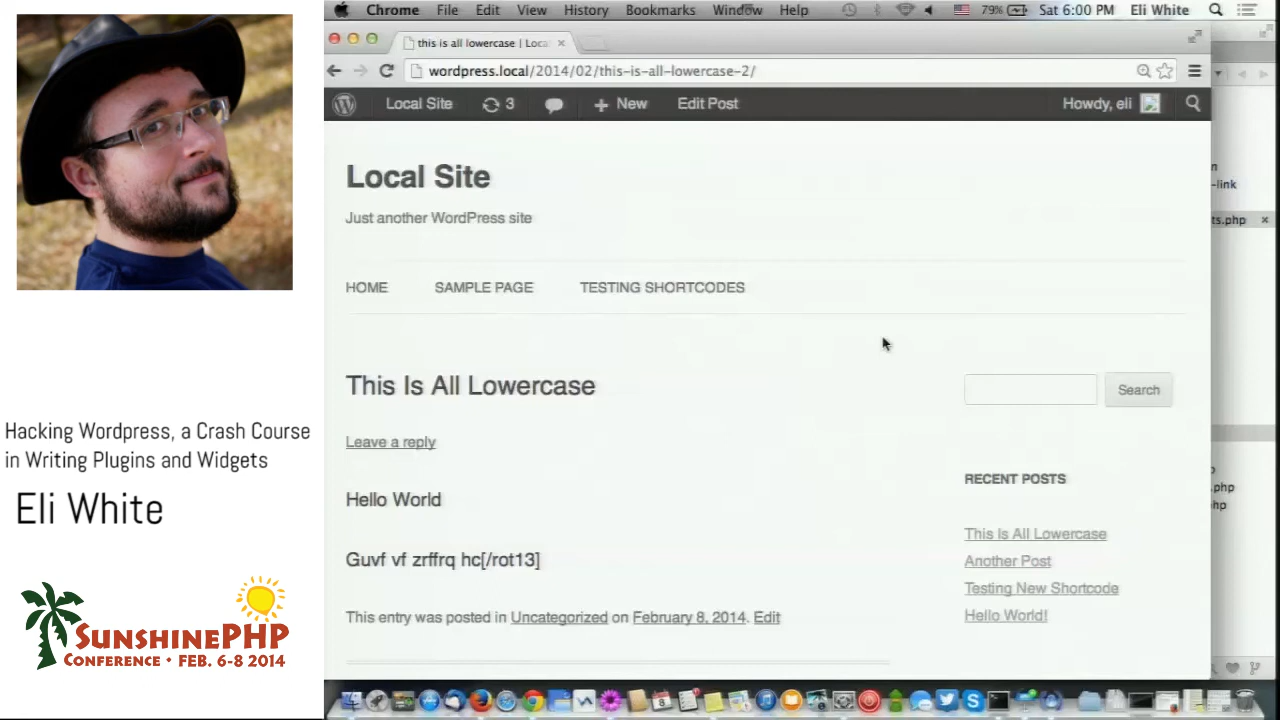 Chrome File Edit View History Bookmarks Window Help 79% Sat 6:00 PM Eli White
this is all lowercase | Loca
wordpress.local/2014/02/this-is-all-lowercase-2/
Local Site 3 New Edit Post Howdy, eli
Local Site
Just another WordPress site
HOME SAMPLE PAGE TESTING SHORTCODES
This Is All Lowercase
Search
Leave a reply
Hello World
Guvf vf zrffrq hc[/rot13]
This entry was posted in Uncategorized on February 8, 2014. Edit
RECENT POSTS
This Is All Lowercase
Another Post
Testing New Shortcode
Hello World!
n
-link
ts.php
.php
hp
Hacking Wordpress, a Crash Course
in Writing Plugins and Widgets
Eli White
SUNSHINEPHP
CONFERENCE • FEB. 6-8 2014